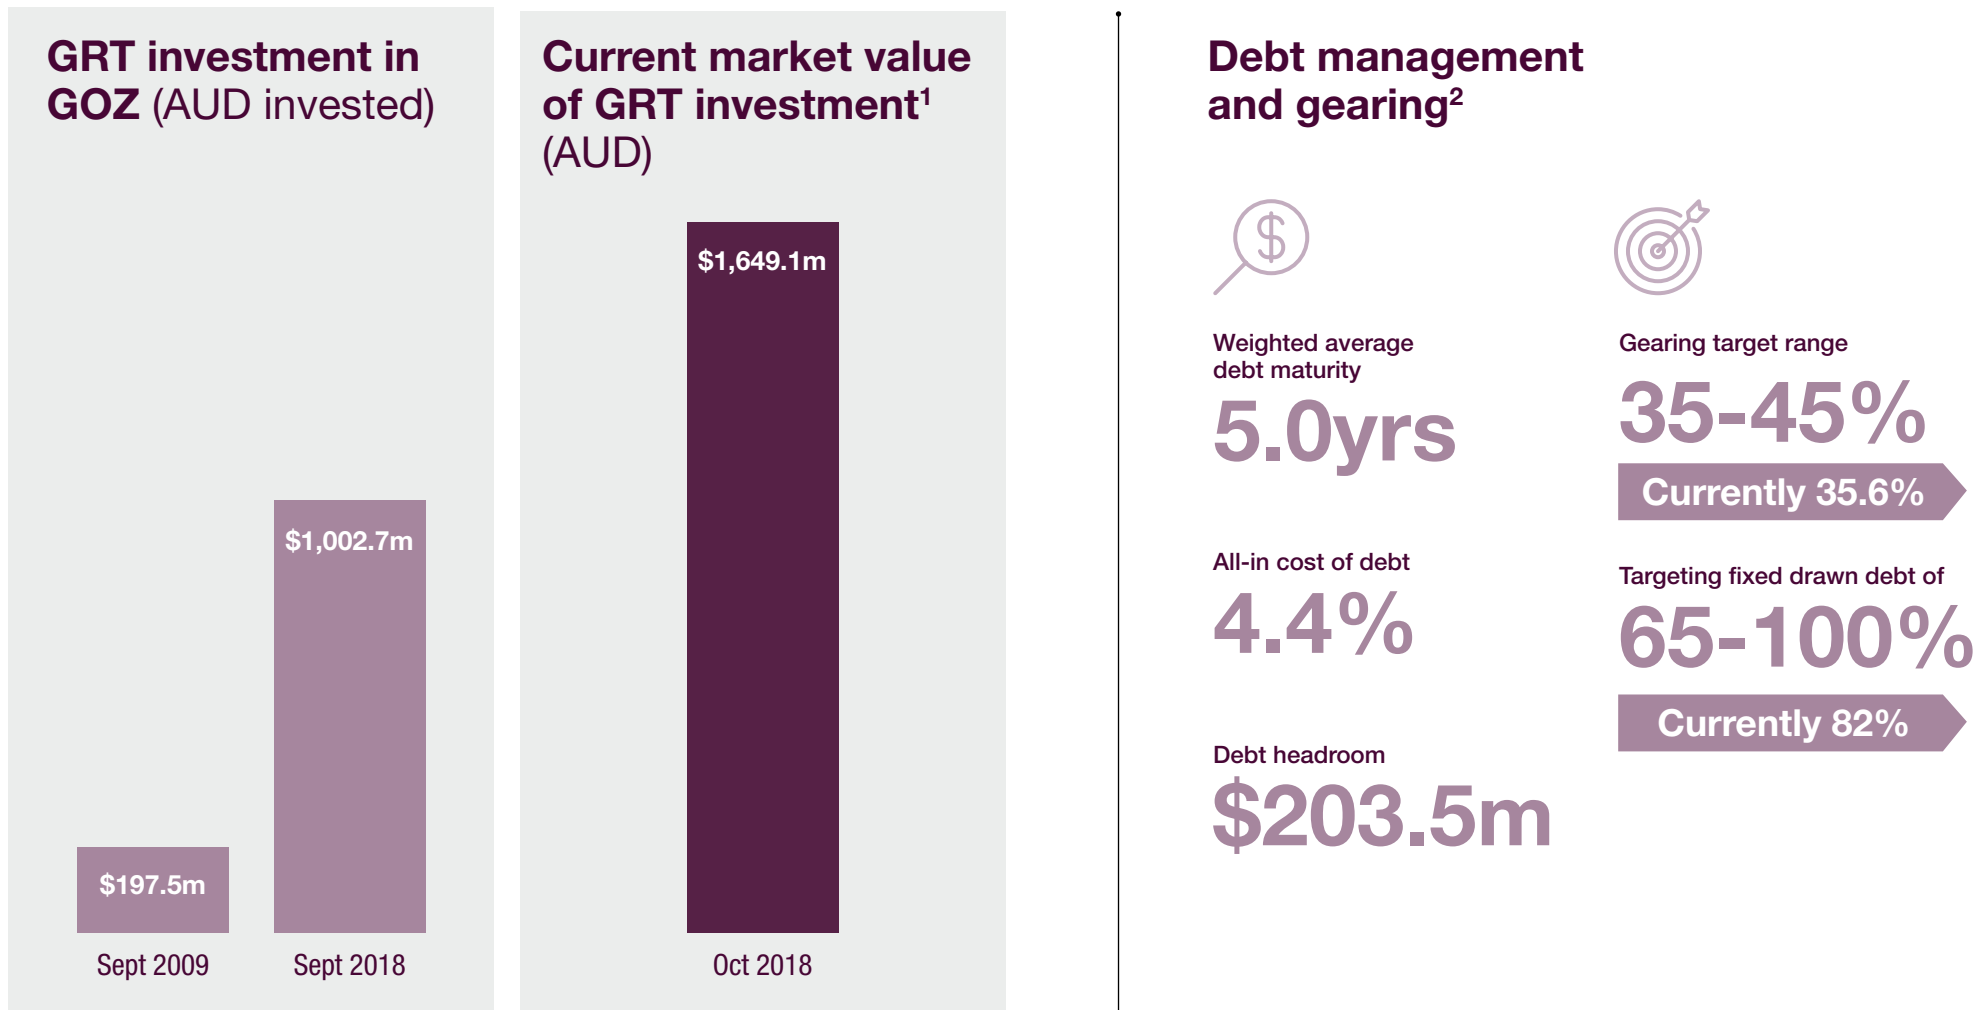 GRT investment in
GOZ (AUD invested)
$197.5m
$1,002.7m
Sept 2009
Sept 2018
Current market value
of GRT investment¹
(AUD)
$1,649.1m
Oct 2018
Debt management
and gearing²
Weighted average
debt maturity
5.0yrs
All-in cost of debt
4.4%
Debt headroom
$203.5m
Gearing target range
35-45%
Currently 35.6%
Targeting fixed drawn debt of
65-100%
Currently 82%